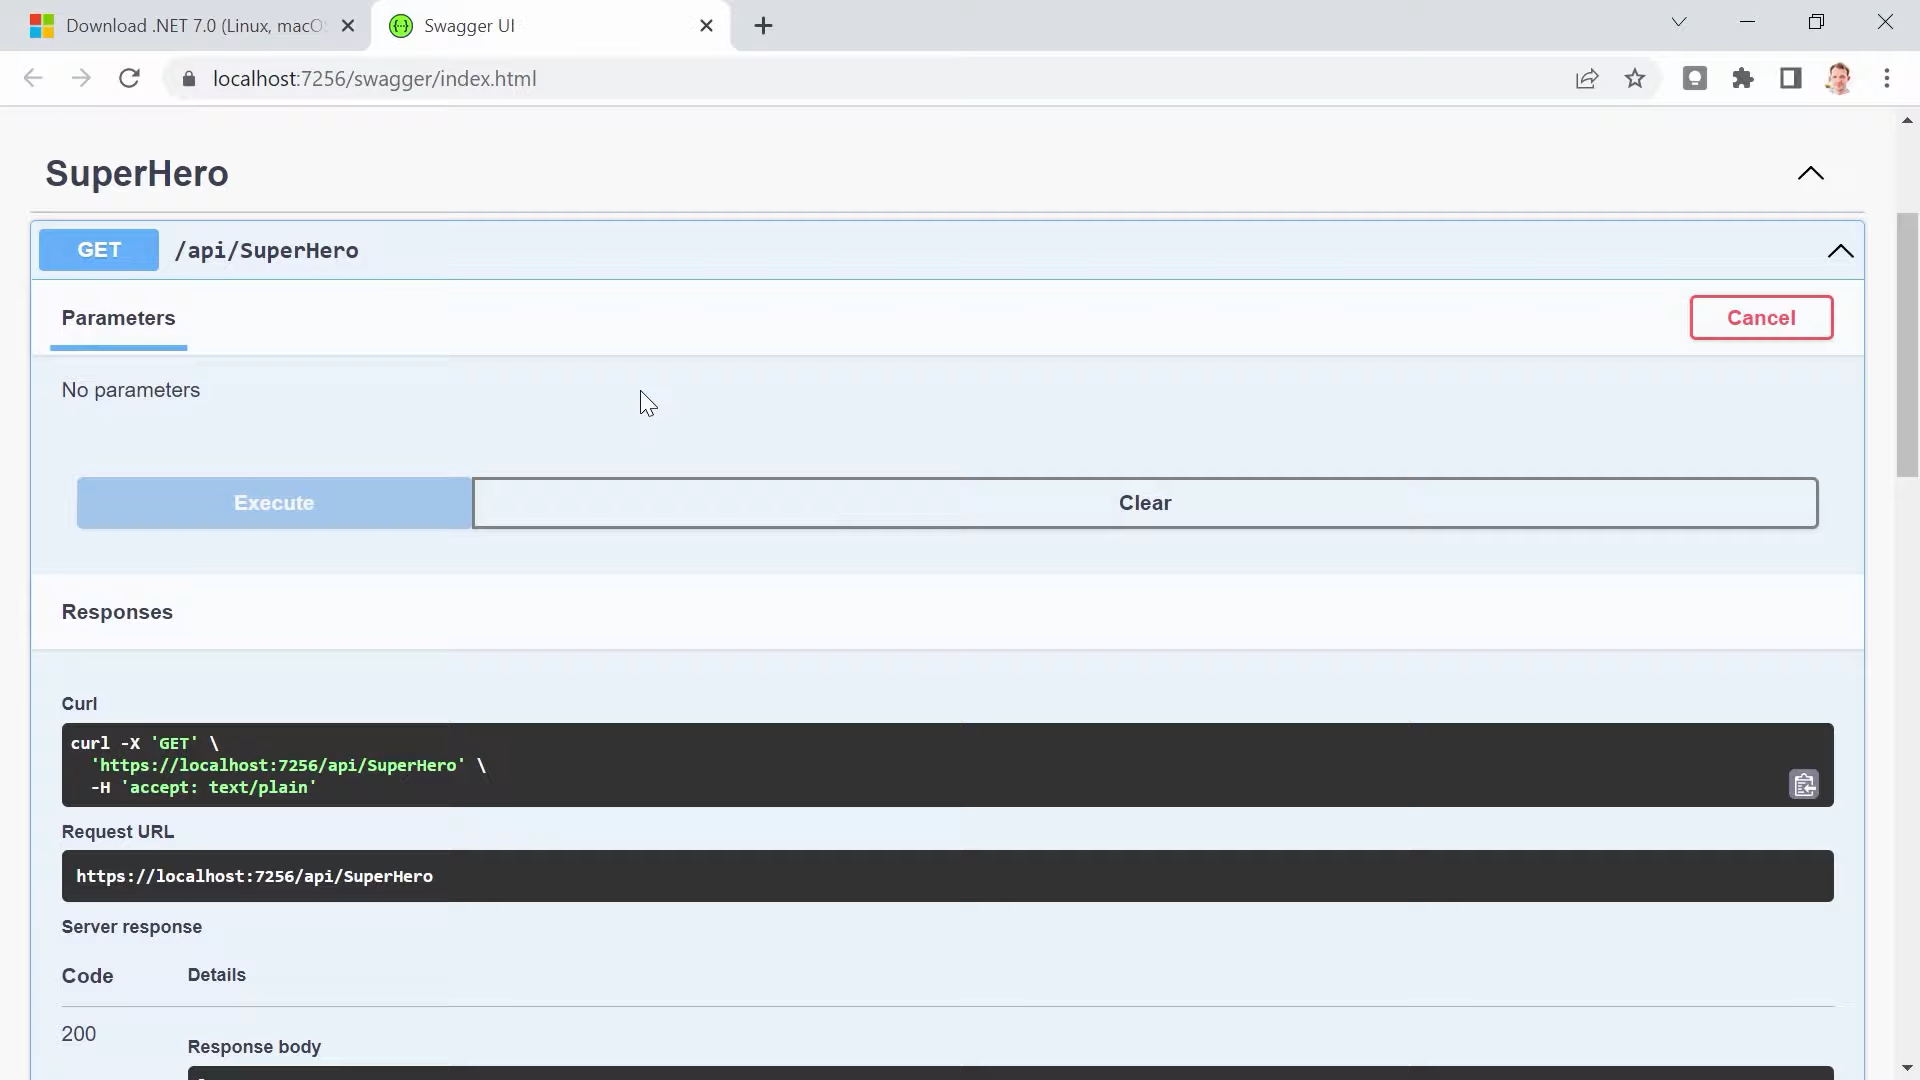 Download .NET 7.0 (Linux, macO
Swagger UI
localhost:7256/swagger/index.html
SuperHero
GET /api/SuperHero
Parameters
Cancel
No parameters
Execute
Clear
Responses
Curl
curl -X 'GET' \
'https://localhost:7256/api/SuperHero' \
-H 'accept: text/plain'
Request URL
https://localhost:7256/api/SuperHero
Server response
Code Details
200
Response body